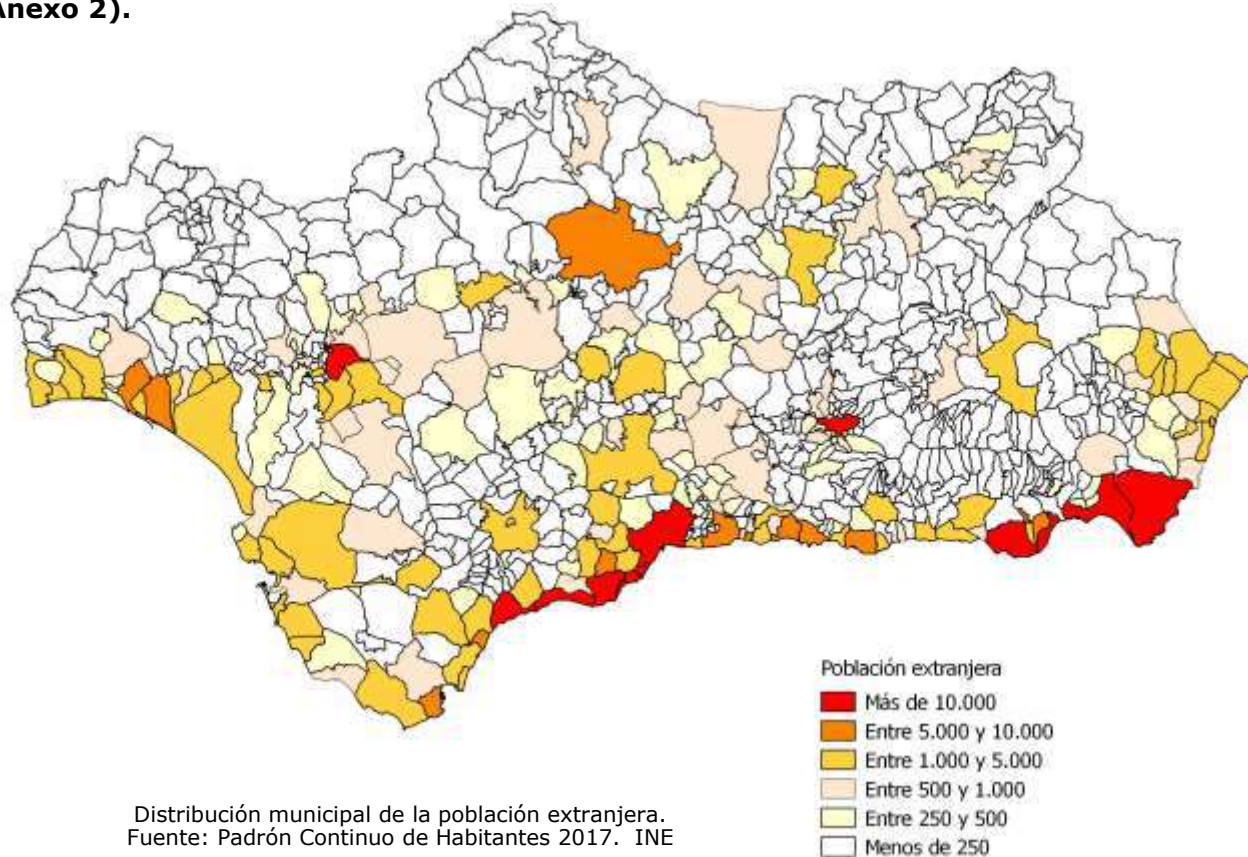 Anexo 2).
Población extranjera
Más de 10.000
Entre 5.000 y 10.000
Entre 1.000 y 5.000
Entre 500 y 1.000
Entre 250 y 500
Menos de 250
Distribución municipal de la población extranjera.
Fuente: Padrón Continuo de Habitantes 2017. INE